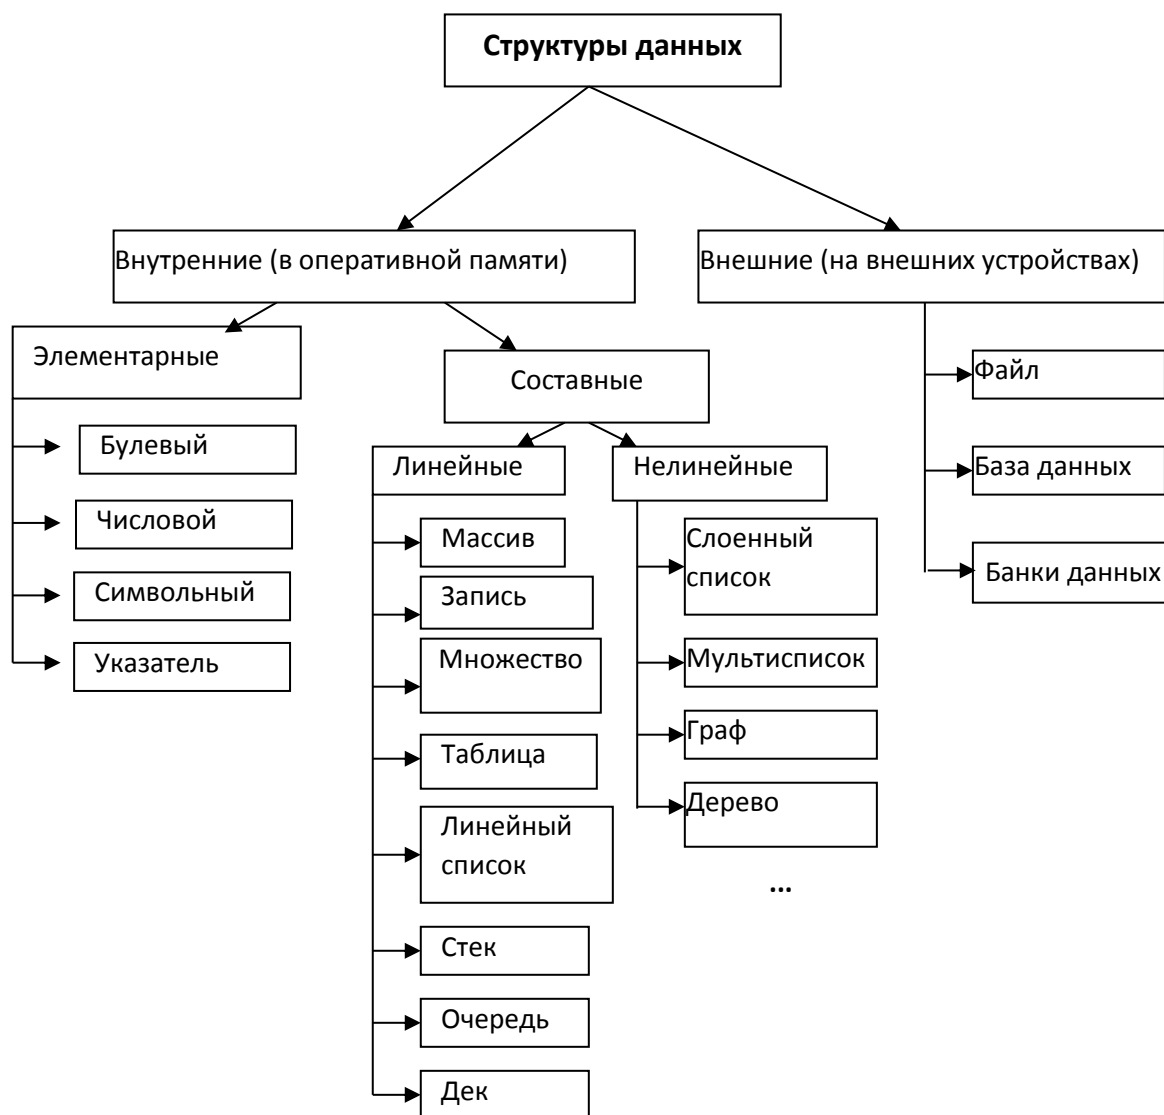 Структуры данных
Внутренние (в оперативной памяти)
Внешние (на внешних устройствах)
Элементарные
Булевый
Числовой
Символьный
Указатель
Составные
Линейные
Массив
Запись
Множество
Таблица
Линейный
список
Стек
Очередь
Дек
Нелинейные
Слоенный
список
Мультисписок
Граф
Дерево
...
Файл
База данных
Банки данных